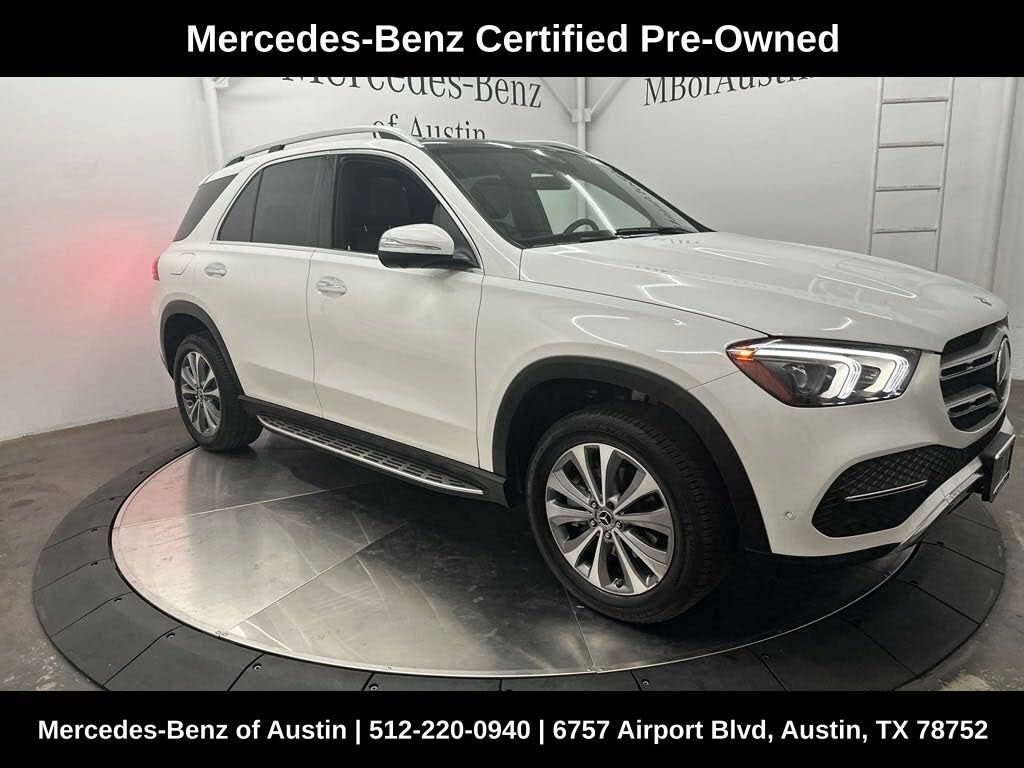 Mercedes-Benz Certified Pre-Owned
Mercedes-Benz
of Austin
MBofAustin
Mercedes-Benz of Austin | 512-220-0940 | 6757 Airport Blvd, Austin, TX 78752